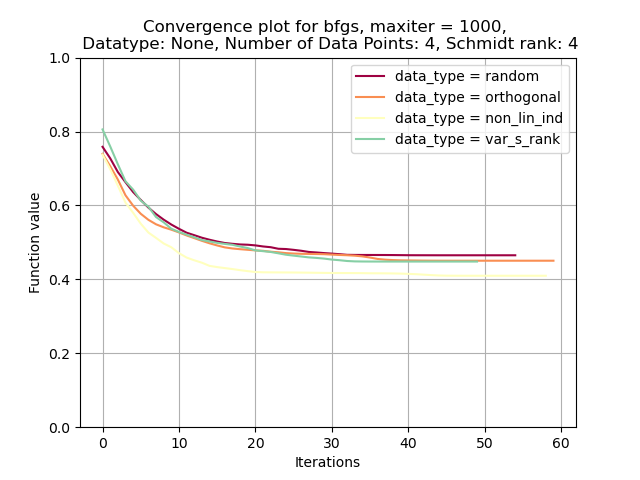 Convergence plot for bfgs, maxiter = 1000,
Datatype: None, Number of Data Points: 4, Schmidt rank: 4
data_type = random
data_type = orthogonal
data_type = non_lin_ind
data_type = var_s_rank
Function value
1.0
0.8
0.6
0.4
0.2
0.0
0 10 20 30 40 50 60
Iterations